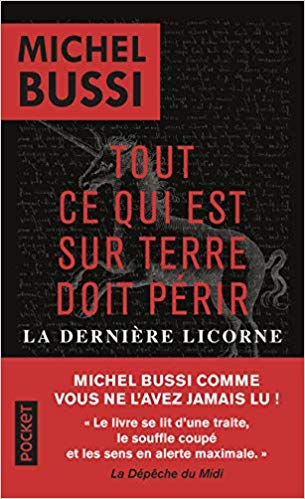 MICHEL
BUSSI
TOUT
CE QUI EST
SUR TERRE
DOIT PÉRIR
LA DERNIÈRE LICORNE
MICHEL BUSSI COMME
VOUS NE L'AVEZ JAMAIS LU !
« Le livre se lit d'une traite,
le souffle coupé
et les sens en alerte maximale. »
La Dépêche du Midi
POCKET